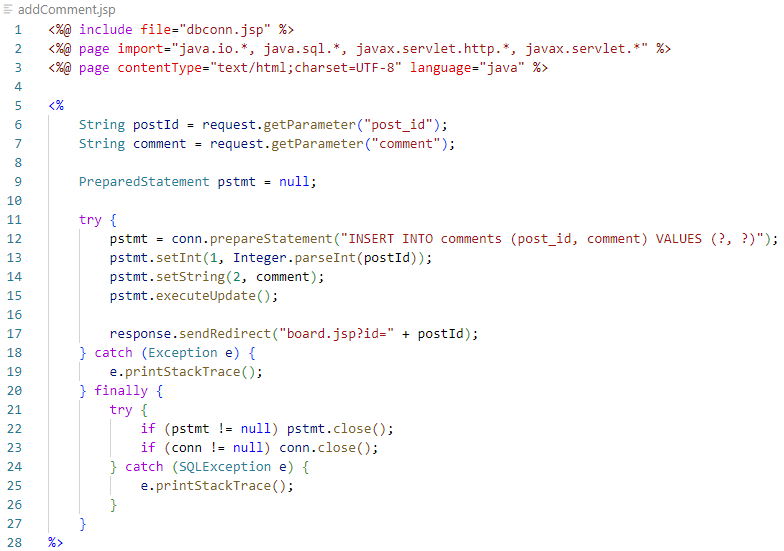 addComment.jsp
1 <%@ include file="dbconn.jsp" %>
2 <%@ page import="java.io.*, java.sql.*, javax.servlet.http.*, javax.servlet.*" %>
3 <%@ page contentType="text/html;charset=UTF-8" language="java" %>
4
5 <%
6     String postId = request.getParameter("post_id");
7     String comment = request.getParameter("comment");
8
9     PreparedStatement pstmt = null;
10
11     try {
12         pstmt = conn.prepareStatement("INSERT INTO comments (post_id, comment) VALUES (?, ?)");
13         pstmt.setInt(1, Integer.parseInt(postId));
14         pstmt.setString(2, comment);
15         pstmt.executeUpdate();
16
17         response.sendRedirect("board.jsp?id=" + postId);
18     } catch (Exception e) {
19         e.printStackTrace();
20     } finally {
21         try {
22             if (pstmt != null) pstmt.close();
23             if (conn != null) conn.close();
24         } catch (SQLException e) {
25             e.printStackTrace();
26         }
27     }
28 %>